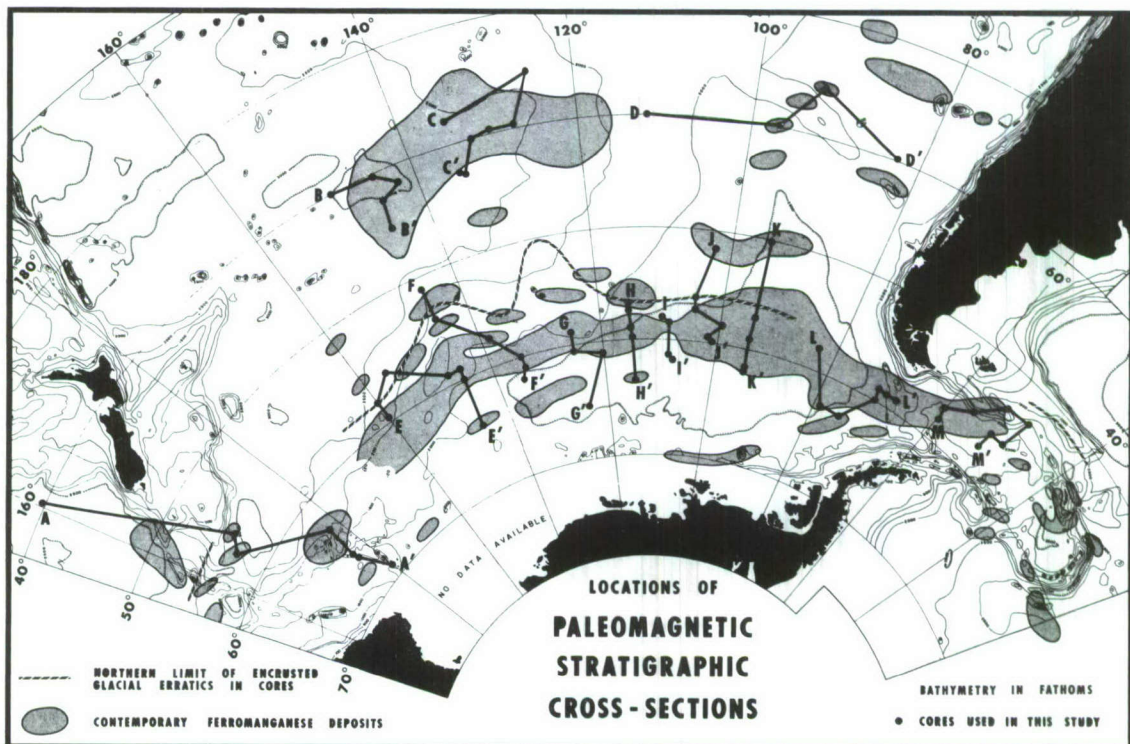 160°
140°
120°
100°
80°
C
D
D'
C'
B
B'
J
K
60°
180°
F
H
I
G
L
J'
F'
I'
K'
H'
L'
G'
E
M
40°
E'
M'
160°
A
NO DATA AVAILABLE
A'
40°
50°
60°
70°
LOCATIONS OF
PALEOMAGNETIC
STRATIGRAPHIC
CROSS-SECTIONS
NORTHERN LIMIT OF ENCRUSTED
GLACIAL ERRATICS IN CORES
CONTEMPORARY FERROMANGANESE DEPOSITS
BATHYMETRY IN FATHOMS
CORES USED IN THIS STUDY